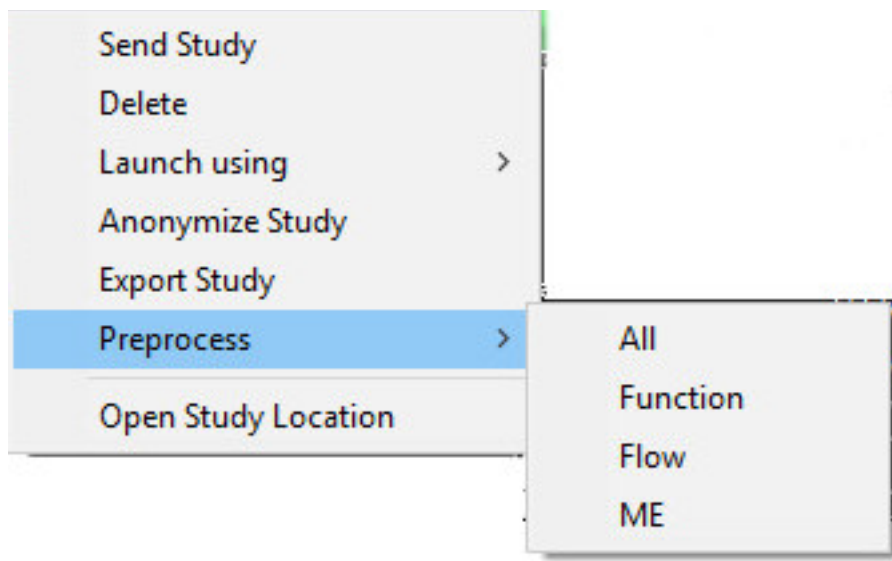 Send Study
Delete
Launch using
Anonymize Study
Export Study
Preprocess
Open Study Location
All
Function
Flow
ME